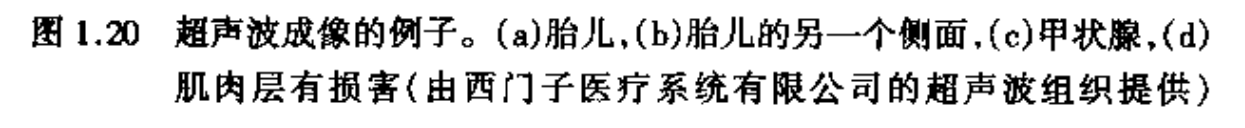 图 1.20 超声波成像的例子。(a)胎儿,(b)胎儿的另一个侧面,(c)甲状腺,(d)
肌肉层有损害(由西门子医疗系统有限公司的超声波组织提供)